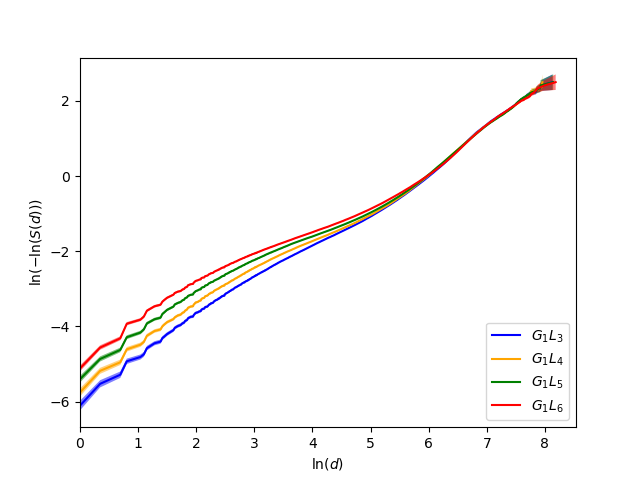 2
0
−2
−4
−6
ln(−ln(S(d)))
0 1 2 3 4 5 6 7 8
ln(d)
G₁L₃
G₁L₄
G₁L₅
G₁L₆